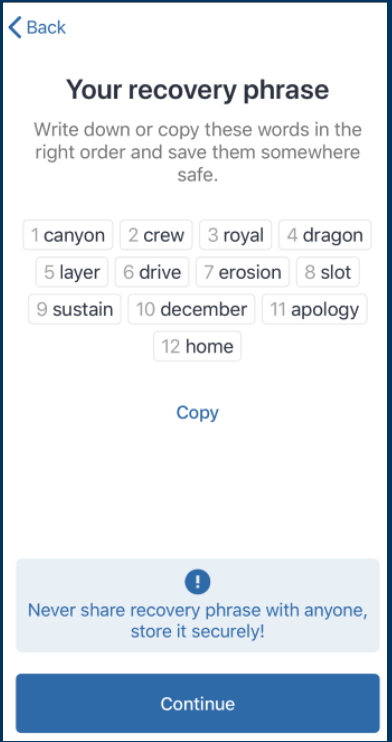 Back
Your recovery phrase
Write down or copy these words in the
right order and save them somewhere
safe.
1 canyon 2 crew 3 royal 4 dragon
5 layer 6 drive 7 erosion 8 slot
9 sustain 10 december 11 apology
12 home
Copy
!
Never share recovery phrase with anyone,
store it securely!
Continue